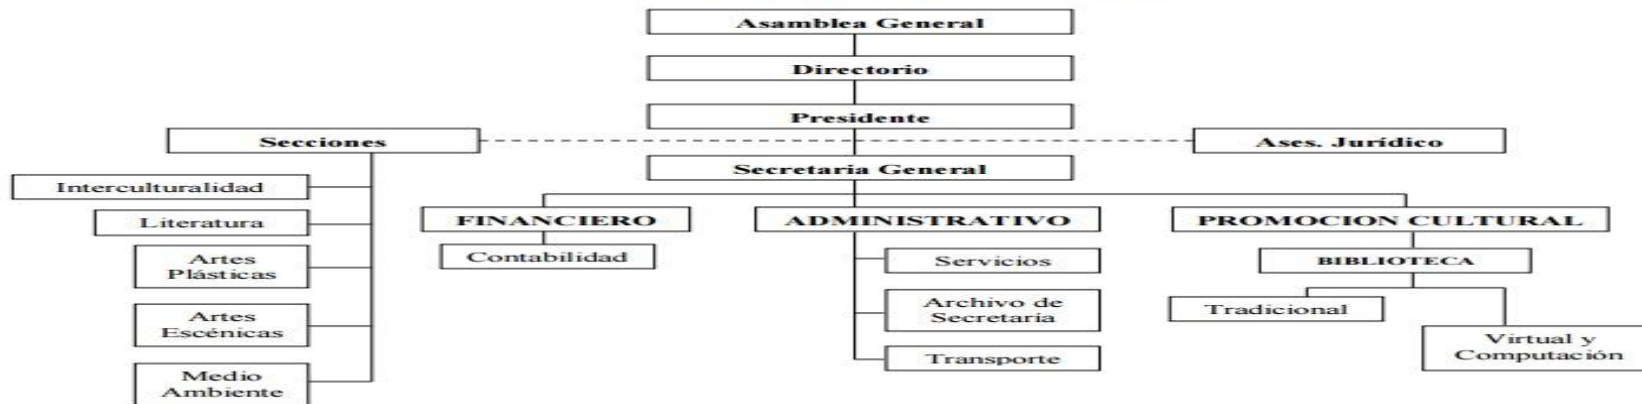 Asamblea General
Directorio
Presidente
Secciones
Ases. Jurídico
Secretaria General
Interculturalidad
Literatura
Artes
Plásticas
Artes
Escénicas
Medio
Ambiente
FINANCIERO
Contabilidad
ADMINISTRATIVO
Servicios
Archivo de
Secretaría
Transporte
PROMOCION CULTURAL
BIBLIOTECA
Tradicional
Virtual y
Computación